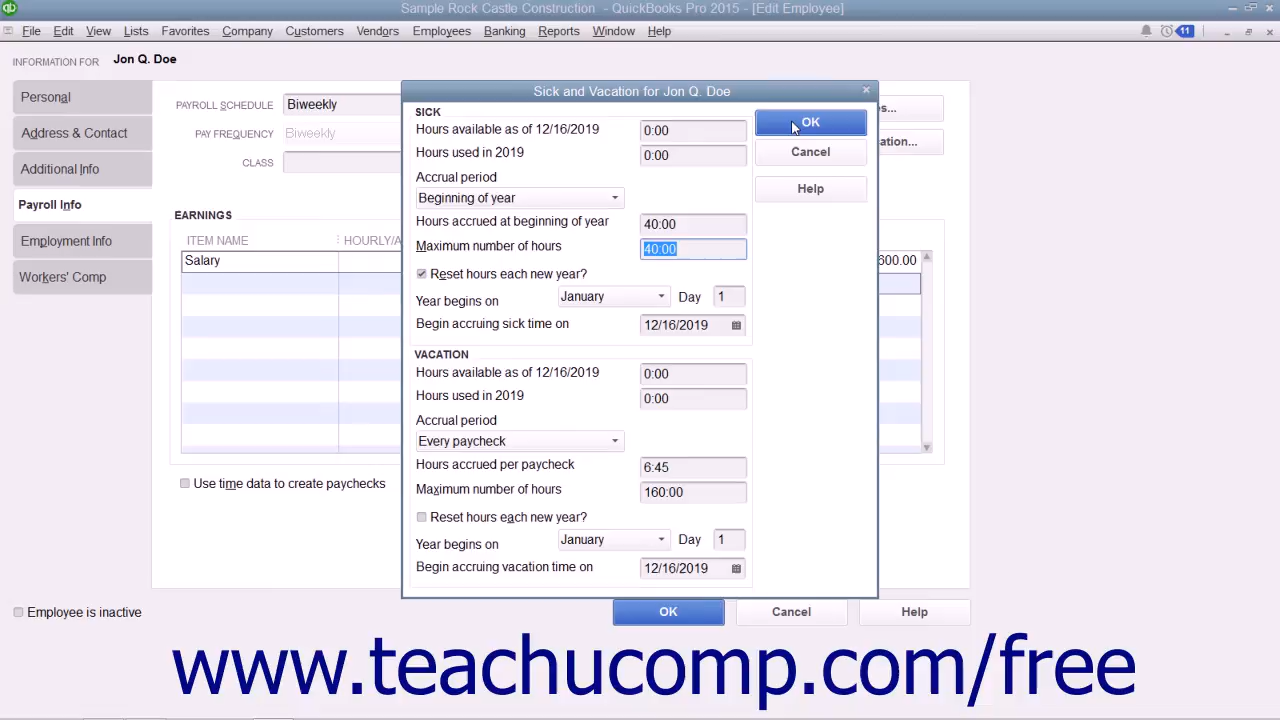 Sample Rock Castle Construction - QuickBooks Pro 2015 - [Edit Employee]
File Edit View Lists Favorites Company Customers Vendors Employees Banking Reports Window Help 11
INFORMATION FOR Jon Q. Doe
Personal
Address & Contact
Additional Info
Payroll Info
Employment Info
Workers' Comp
PAYROLL SCHEDULE Biweekly
PAY FREQUENCY Biweekly
CLASS
EARNINGS
ITEM NAME HOURLY/A
Salary
600.00
Use time data to create paychecks
Sick and Vacation for Jon Q. Doe
SICK
Hours available as of 12/16/2019 0:00
Hours used in 2019 0:00
Accrual period
Beginning of year
Hours accrued at beginning of year 40:00
Maximum number of hours 40:00
Reset hours each new year?
Year begins on January Day 1
Begin accruing sick time on 12/16/2019
VACATION
Hours available as of 12/16/2019 0:00
Hours used in 2019 0:00
Accrual period
Every paycheck
Hours accrued per paycheck 6:45
Maximum number of hours 160:00
Reset hours each new year?
Year begins on January Day 1
Begin accruing vacation time on 12/16/2019
OK
Cancel
Help
s...
ation...
Employee is inactive
OK Cancel Help
www.teachucomp.com/free